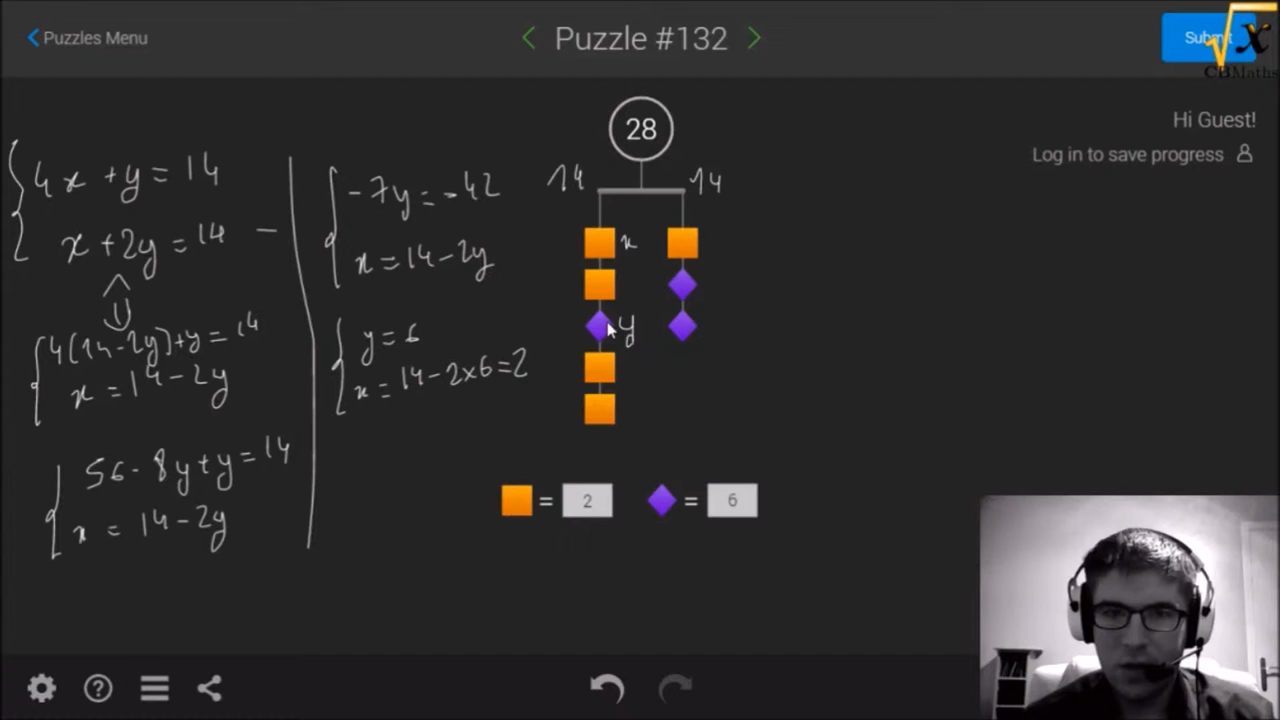 Puzzles Menu
Puzzle #132
Submit
CBMaths
Hi Guest!
Log in to save progress
28
14
14
x
y
= 2
= 6
4x + y = 14
x + 2y = 14
4(14-2y)+y = 14
x = 14-2y
56-8y+y = 14
x = 14-2y
-7y = -42
x = 14-2y
y = 6
x = 14-2x6 = 2